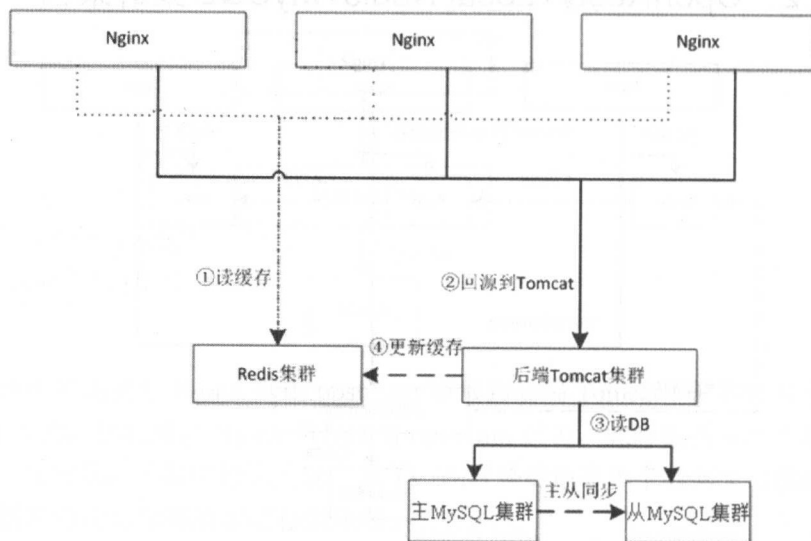 Nginx
Nginx
Nginx
①读缓存
②回源到Tomcat
④更新缓存
Redis集群
后端Tomcat集群
③读DB
主从同步
主MySQL集群
从MySQL集群